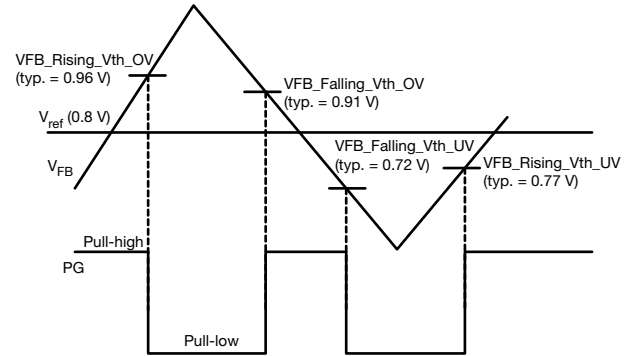 VFB_Rising_Vth_OV
(typ. = 0.96 V)
VFB_Falling_Vth_OV
(typ. = 0.91 V)
Vref (0.8 V)
VFB_Falling_Vth_UV
(typ. = 0.72 V)
VFB_Rising_Vth_UV
(typ. = 0.77 V)
VFB
Pull-high
PG
Pull-low